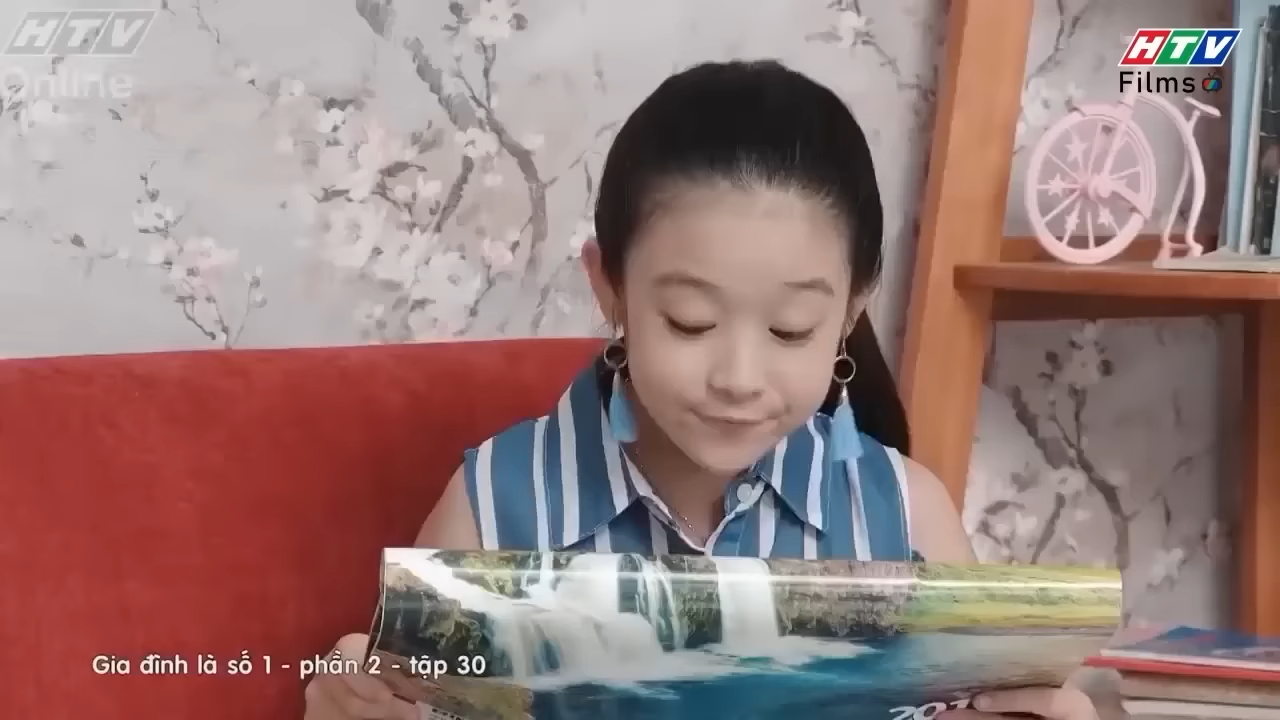 HTV
Online
HTV
Films
Gia đình là số 1 - phần 2 - tập 30